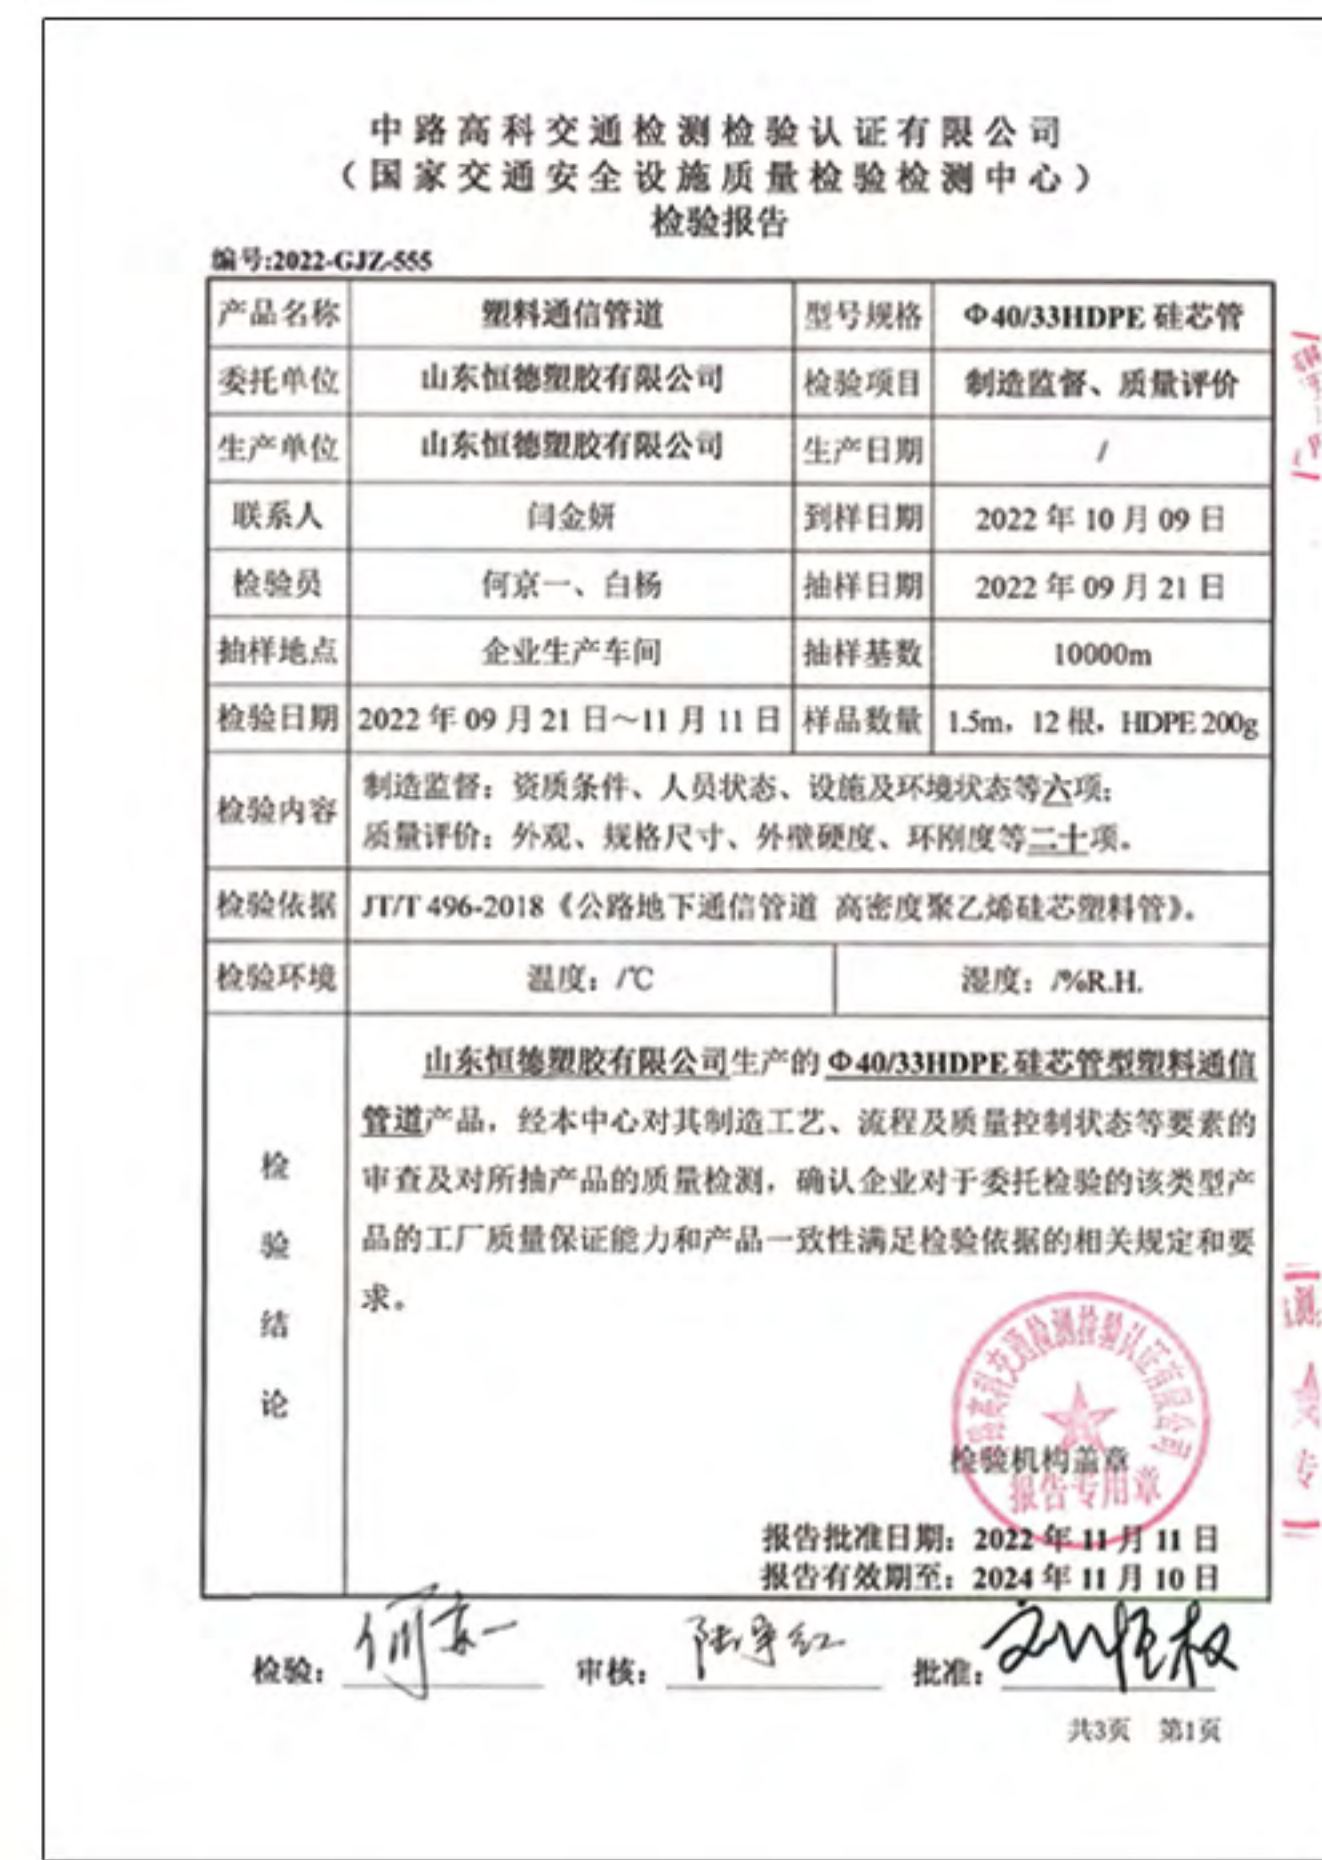 中路高科交通检测检验认证有限公司
（国家交通安全设施质量检验检测中心）
检验报告
编号:2022-GJZ-555
产品名称 塑料通信管道 型号规格 Φ40/33HDPE 硅芯管
委托单位 山东恒德塑胶有限公司 检验项目 制造监督、质量评价
生产单位 山东恒德塑胶有限公司 生产日期 /
联系人 闫金妍 到样日期 2022 年 10 月 09 日
检验员 何京一、白杨 抽样日期 2022 年 09 月 21 日
抽样地点 企业生产车间 抽样基数 10000m
检验日期 2022 年 09 月 21 日～11 月 11 日 样品数量 1.5m，12 根，HDPE 200g
检验内容 制造监督：资质条件、人员状态、设施及环境状态等六项；
质量评价：外观、规格尺寸、外壁硬度、环刚度等二十项。
检验依据 JT/T 496-2018《公路地下通信管道 高密度聚乙烯硅芯塑料管》。
检验环境 温度：/℃ 湿度：/%R.H.
检验结论
山东恒德塑胶有限公司生产的 Φ40/33HDPE 硅芯管型塑料通信
管道产品，经本中心对其制造工艺、流程及质量控制状态等要素的
审查及对所抽产品的质量检测，确认企业对于委托检验的该类型产
品的工厂质量保证能力和产品一致性满足检验依据的相关规定和要
求。
高科交通检测检验认证有限公司
检验机构盖章
报告专用章
报告批准日期：2022 年 11 月 11 日
报告有效期至：2024 年 11 月 10 日
检验： 何京一 审核： 批准：
共3页 第1页